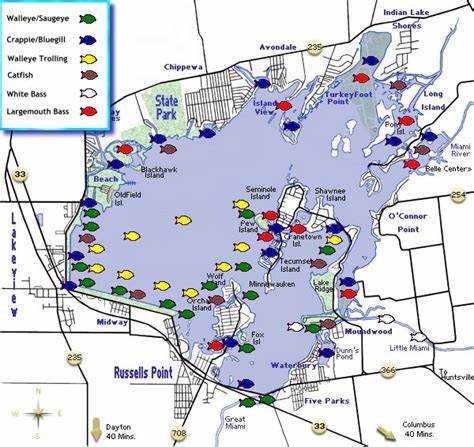 Walleye/Saugeye
Crappie/Bluegill
Walleye Trolling
Catfish
White Bass
Largemouth Bass
Indian Lake
Shores
Avondale
235
Chippewa
State
Park
Island
View
TurkeyFoot
Point
Long
Island
Pony
Isl.
Miami
River
Belle Center
Blackhawk
Island
33
Beach
OldField
Isl.
Seminole
Island
Shawnee
Island
254
Pew
Island
Cranetown
Isl.
O'Connor
Point
Lakeview
Tecumseh
Island
Wolf
Island
Minnewauken
Lake
Ridge
Orchard
Island
Midway
Moundwood
Fox
Isl
Little Miami
235
Russells Point
Dunn's
Pond
Waterbury
366
To
Huntsville
Five Parks
W
E
S
Great
Miami
33
Dayton
40 Mins.
708
Columbus
40 Mins.